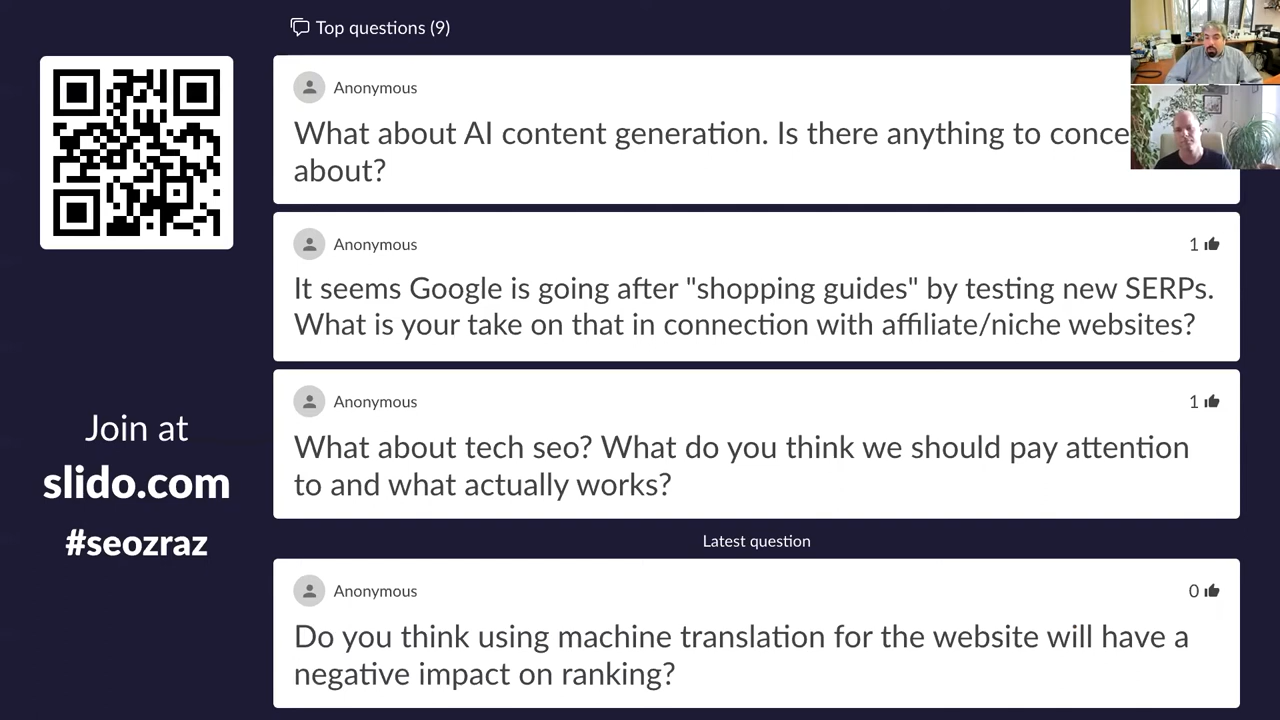 Top questions (9)
Anonymous
What about AI content generation. Is there anything to
about?
Anonymous
1
It seems Google is going after "shopping guides" by testing new SERPs.
What is your take on that in connection with affiliate/niche websites?
Anonymous
1
What about tech seo? What do you think we should pay attention
to and what actually works?
Join at
slido.com
#seozraz
Latest question
Anonymous
0
Do you think using machine translation for the website will have a
negative impact on ranking?